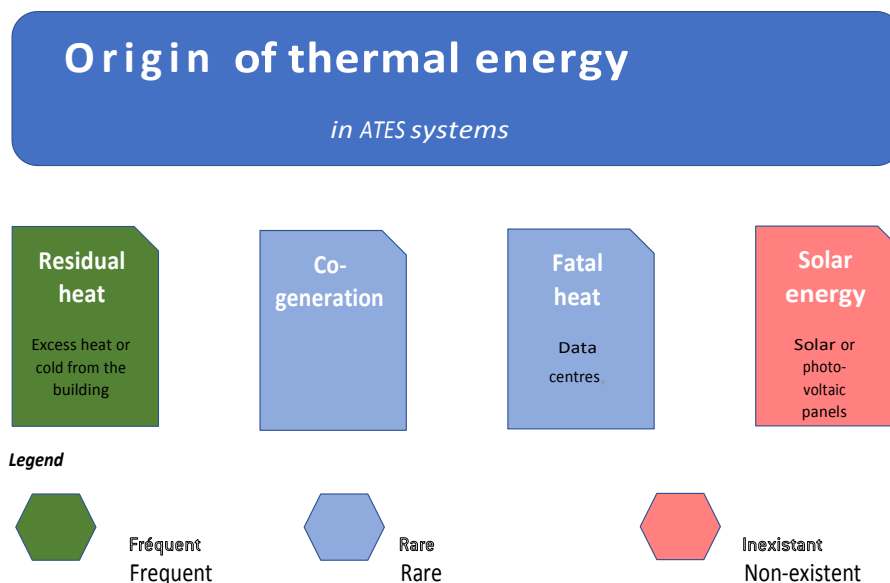 Origin of thermal energy
in ATES systems
Residual
heat
Excess heat or
cold from the
building
Co-
generation
Fatal
heat
Data
centres,
Solar
energy
Solar or
photo-
voltaic
panels
Legend
Fréquent
Frequent
Rare
Rare
Inexistant
Non-existent